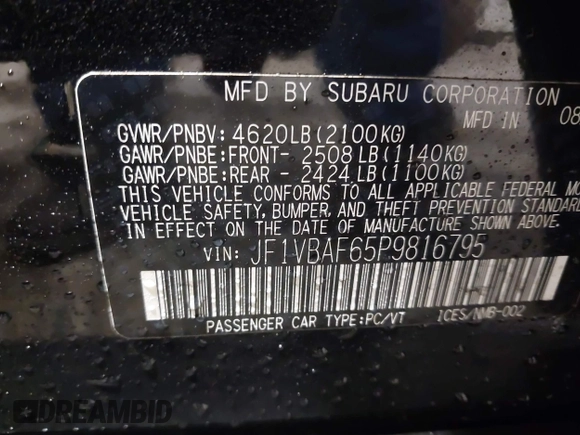 MFD BY SUBARU CORPORATION
MFD IN 08
GVWR/PNBV: 4620LB(2100KG)
GAWR/PNBE:FRONT- 2508 LB(1140KG)
GAWR/PNBE:REAR - 2424 LB(1100KG)
THIS VEHICLE CONFORMS TO ALL APPLICABLE FEDERAL MO
VEHICLE SAFETY, BUMPER, AND THEFT PREVENTION STANDARD
IN EFFECT ON THE DATE OF MANUFACTURE SHOWN ABOVE.
VIN: JF1VBAF65P9816795
PASSENGER CAR TYPE:PC/VT ICES/NMB-002
DREAMBID